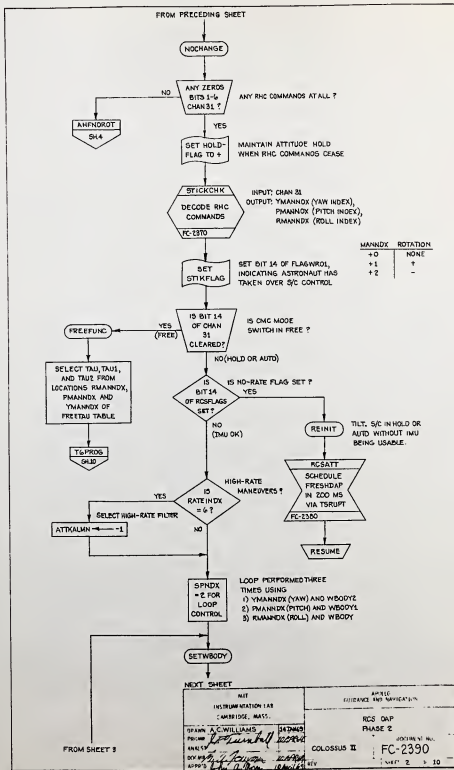 FROM PRECEDING SHEET
NOCHANGE
ANY ZEROS
BITS 1-6
CHAN 31 ?
ANY RHC COMMANDS AT ALL ?
NO
YES
AHFNOROT
SH.4
SET HOLD-
FLAG TO +
MAINTAIN ATTITUDE HOLD
WHEN RHC COMMANDS CEASE
STICKCHK
DECODE RHC
COMMANDS
FC-2370
INPUT: CHAN 31
OUTPUT: YMANNDX (YAW INDEX),
PMANNDX (PITCH INDEX),
RMANNDX (ROLL INDEX)
MANNDX ROTATION
+0 NONE
+1 +
+2 -
SET
STIKFLAG
SET BIT 14 OF FLAGWRD1,
INDICATING ASTRONAUT HAS
TAKEN OVER S/C CONTROL
IS BIT 14
OF CHAN
31
CLEARED?
IS CMC MODE
SWITCH IN FREE ?
YES
(FREE)
FREEFUNC
NO(HOLD OR AUTO)
SELECT TAU, TAU1,
AND TAU2 FROM
LOCATIONS RMANNDX,
PMANNDX AND
YMANNDX OF
FREETAU TABLE
T6PROG
SH.10
IS
BIT 14
OF RCSFLAGS
SET?
IS NO-RATE FLAG SET ?
YES
NO
(IMU OK)
REINIT
TILT, S/C IN HOLD OR
AUTO WITHOUT IMU
BEING USABLE.
RCSATT
SCHEDULE
FRESHDAP
IN 200 MS
VIA T5RUPT
FC-2380
RESUME
HIGH-RATE
MANEUVERS ?
IS
RATEINDX
= 6 ?
YES
SELECT HIGH-RATE FILTER
ATTKALMN ← -1
NO
SPNDX
= 2 FOR
LOOP
CONTROL
LOOP PERFORMED THREE
TIMES USING
1) YMANNDX (YAW) AND WBODY2
2) PMANNDX (PITCH) AND WBODY1
3) RMANNDX (ROLL) AND WBODY
SETWBODY
NEXT SHEET
FROM SHEET 3
MIT
INSTRUMENTATION LAB
CAMBRIDGE, MASS.
APOLLO
GUIDANCE AND NAVIGATION
DRAWN A.C.WILLIAMS
RCS DAP
PHASE 2
COLOSSUS II
DOCUMENT NO.
FC-2390
REV
SHEET 2 OF 10